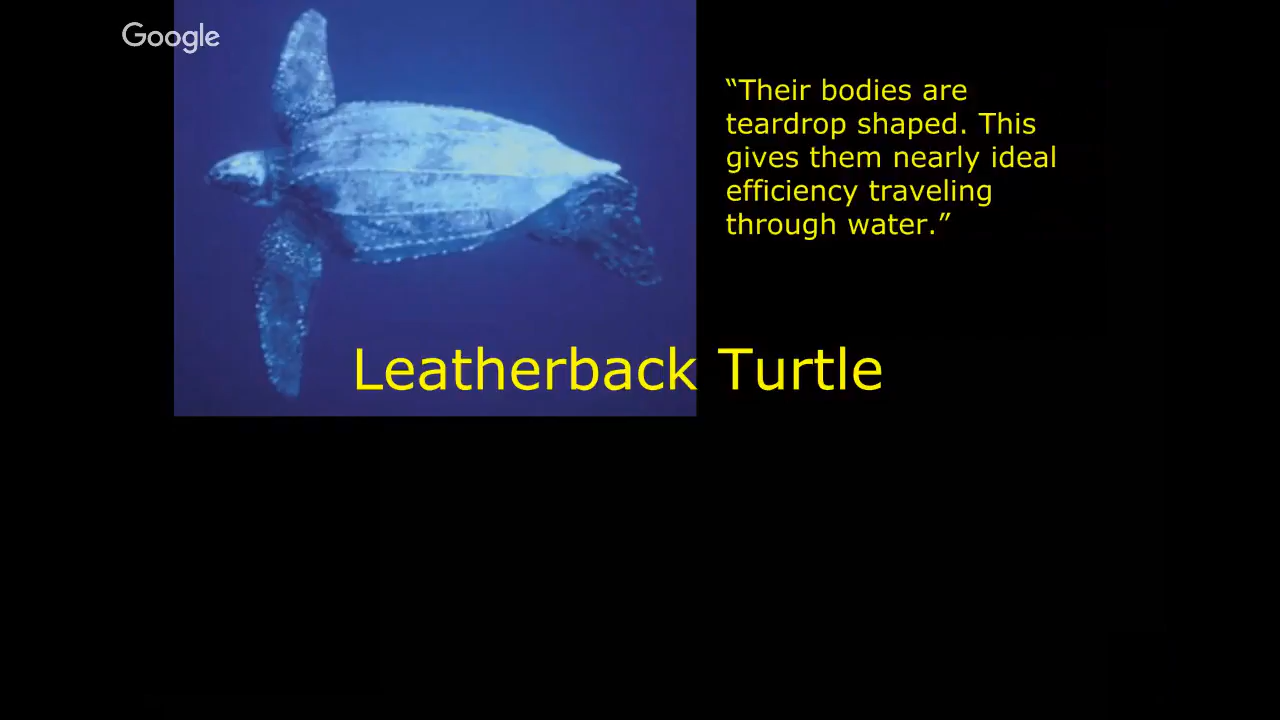 Google
“Their bodies are
teardrop shaped. This
gives them nearly ideal
efficiency traveling
through water.”
Leatherback Turtle